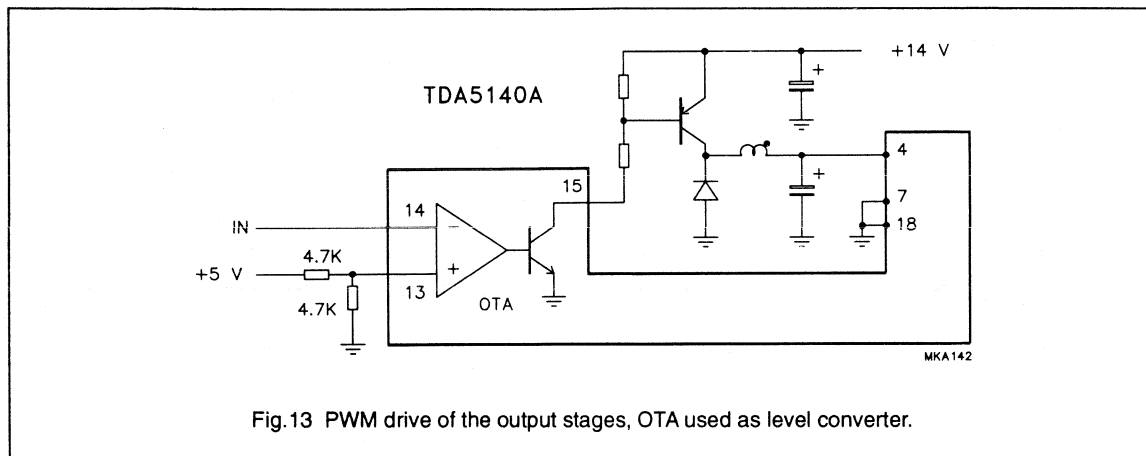 +14 V
TDA5140A
4
15
7
14
18
IN
−
4.7K
+5 V
+
13
4.7K
OTA
MKA142
Fig.13 PWM drive of the output stages, OTA used as level converter.